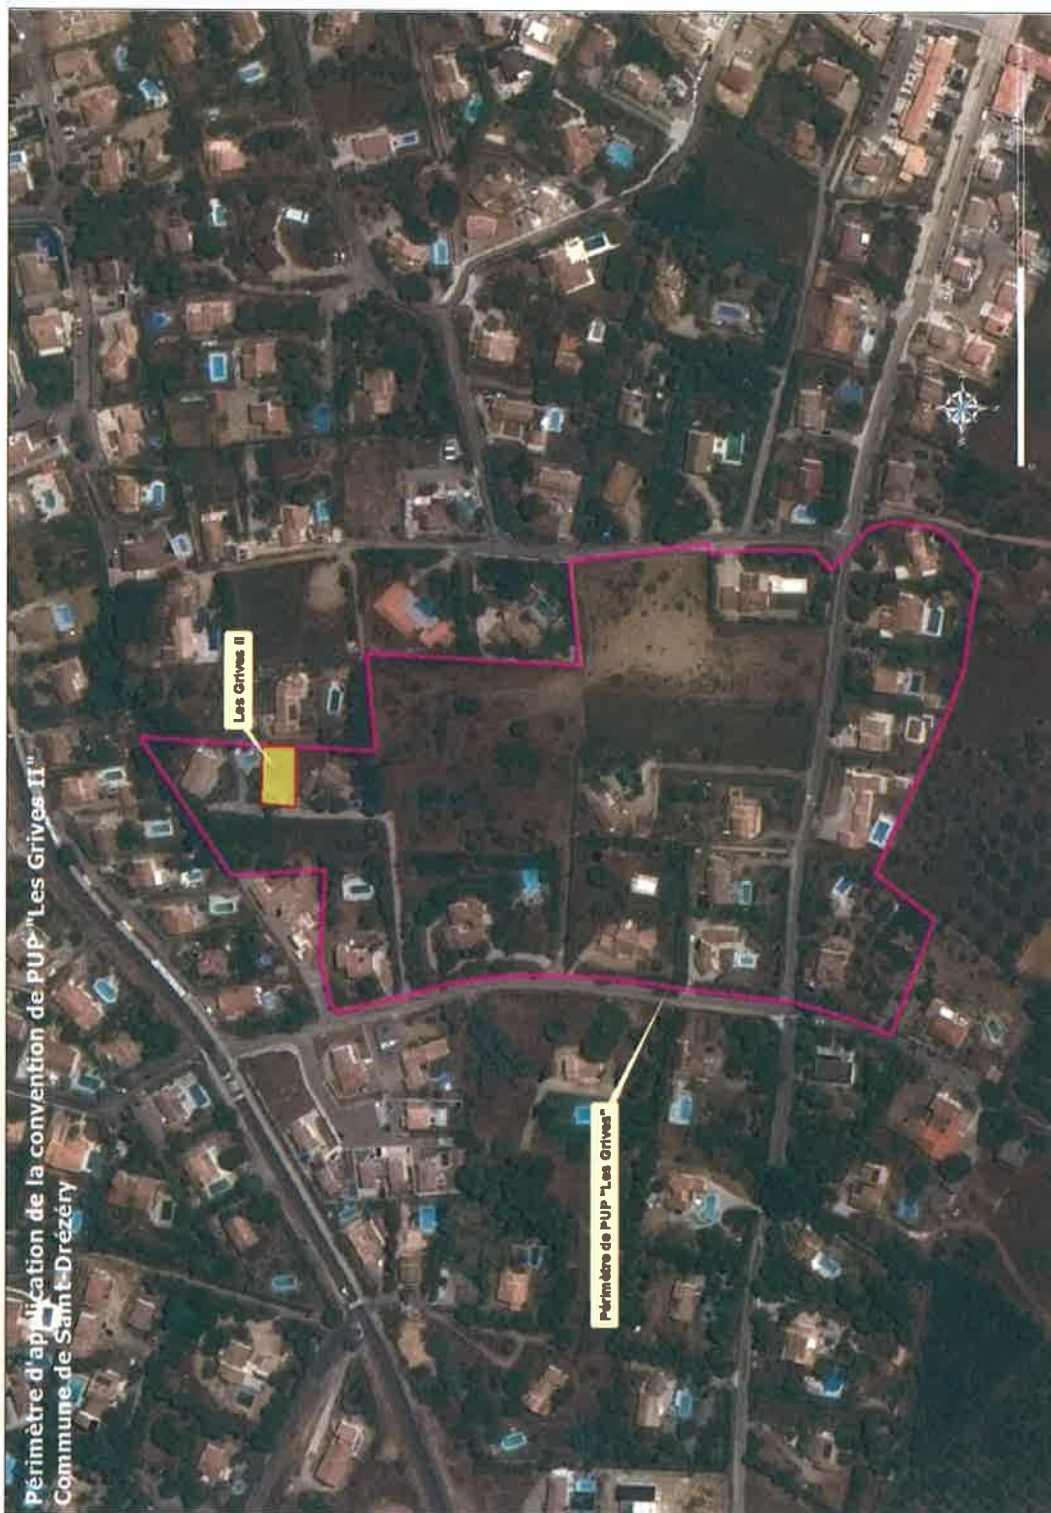 Périmètre d'application de la convention de PUP "Les Grives II"
Commune de Saint-Drézéry
Les Grives II
Périmètre de PUP "Les Grives"